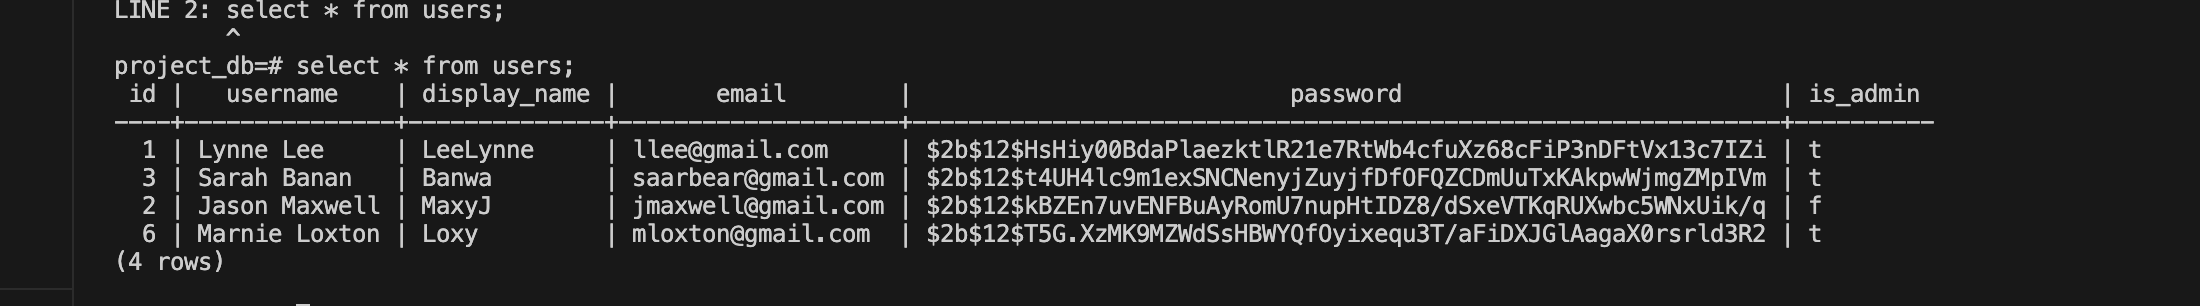 LINE 2: select * from users;
        ^
project_db=# select * from users;
 id |   username    | display_name |       email        |                           password                           | is_admin
----+---------------+--------------+--------------------+--------------------------------------------------------------+----------
  1 | Lynne Lee     | LeeLynne     | llee@gmail.com     | $2b$12$HsHiy00BdaPlaezktlR21e7RtWb4cfuXz68cFiP3nDFtVx13c7IZi | t
  3 | Sarah Banan   | Banwa        | saarbear@gmail.com | $2b$12$t4UH4lc9m1exSNCNenyjZuyjfDfOFQZCDmUuTxKAkpwWjmgZMpIVm | t
  2 | Jason Maxwell | MaxyJ        | jmaxwell@gmail.com | $2b$12$kBZEn7uvENFBuAyRomU7nupHtIDZ8/dSxeVTKqRUXwbc5WNxUik/q | f
  6 | Marnie Loxton | Loxy         | mloxton@gmail.com  | $2b$12$T5G.XzMK9MZWdSsHBWYQfOyixequ3T/aFiDXJGlAagaX0rsrld3R2 | t
(4 rows)